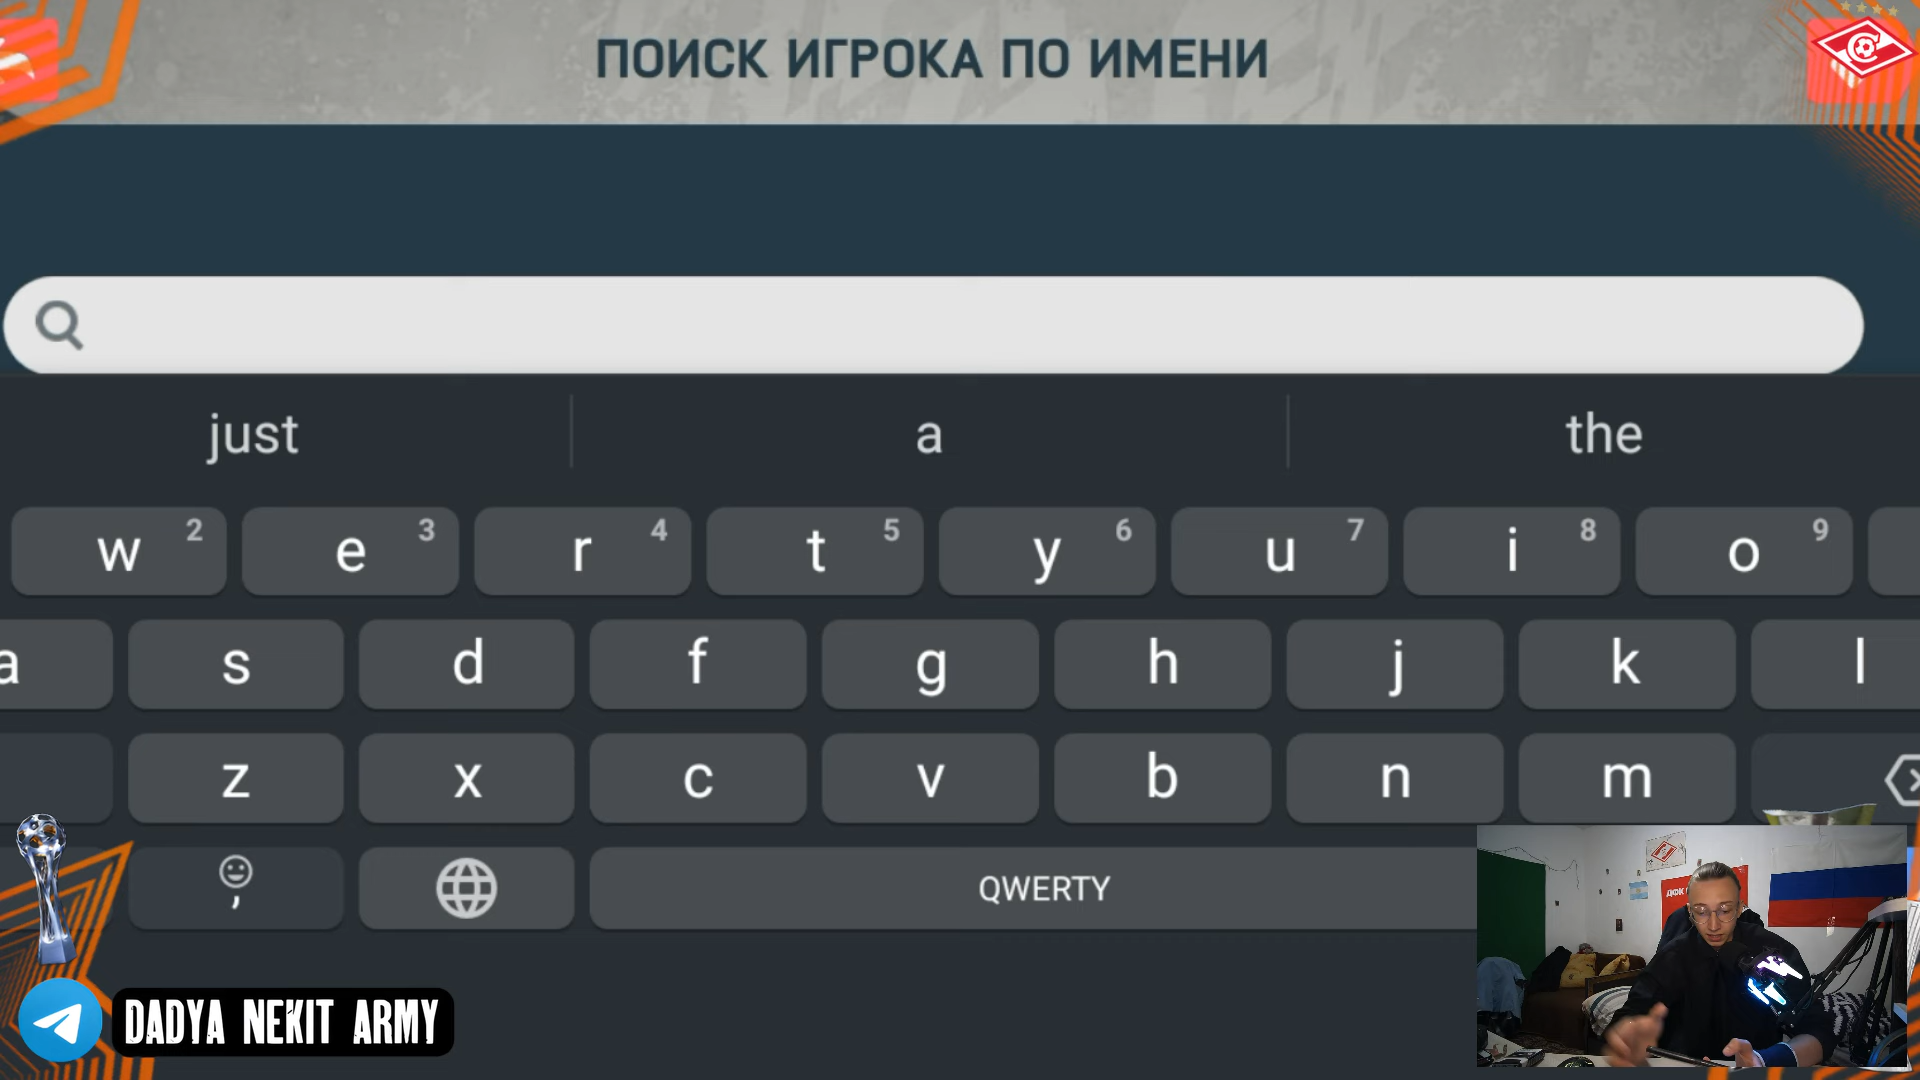 ПОИСК ИГРОКА ПО ИМЕНИ
just a the
w 2 e 3 r 4 t 5 y 6 u 7 i 8 o 9
a s d f g h j k l
z x c v b n m
, QWERTY
DADYA NEKIT ARMY